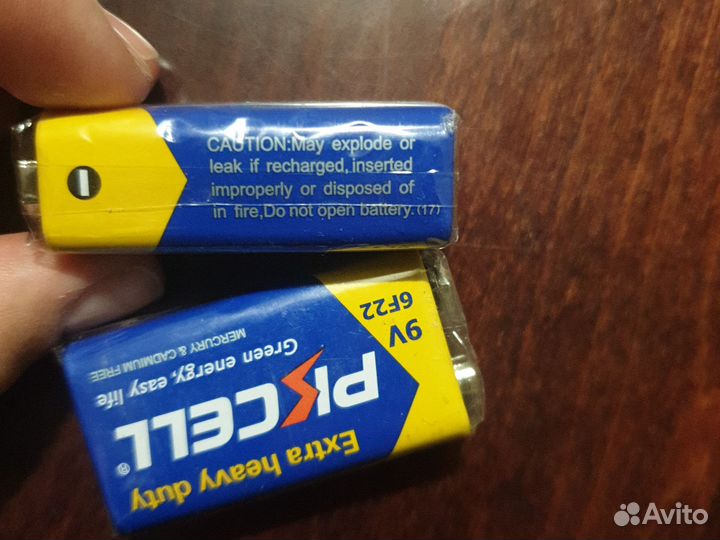 CAUTION:May explode or
leak if recharged,inserted
improperly or disposed of
in fire,Do not open battery.(17)
9V
6F22
MERCURY & CADMIUM FREE
Green energy, easy life
PKCELL®
Extra heavy duty
Avito